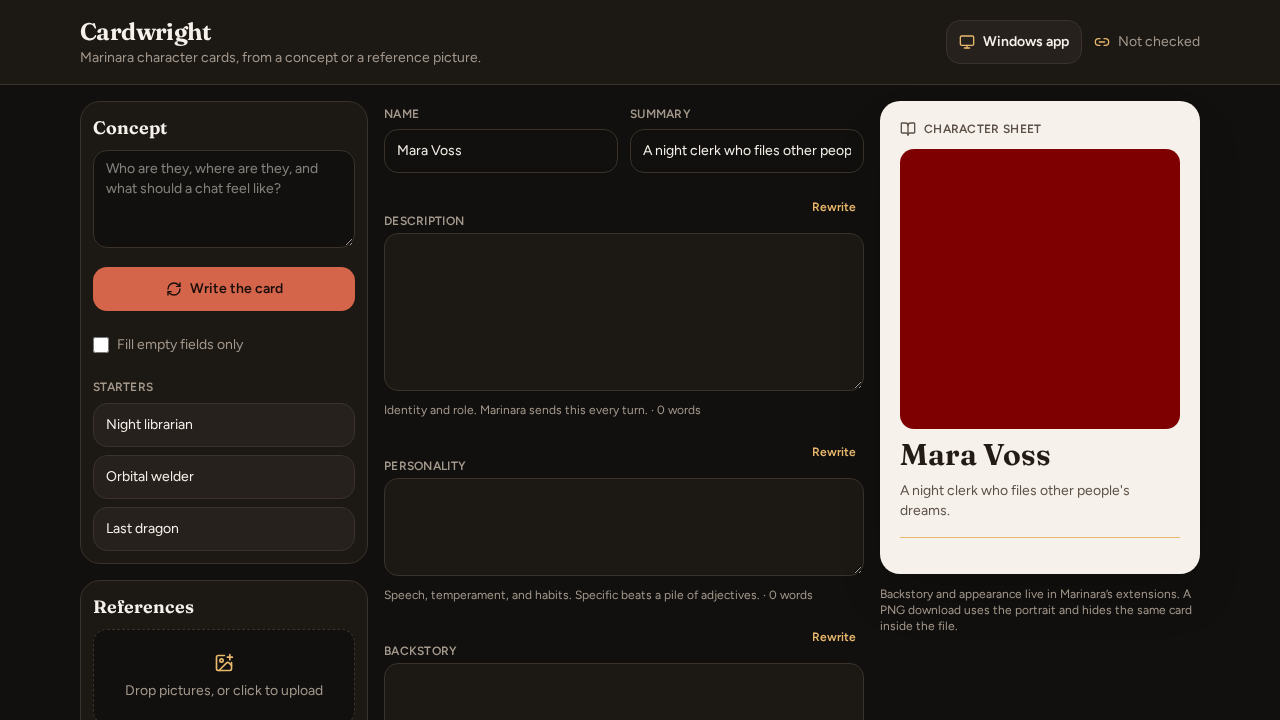 Cardwright
Marinara character cards, from a concept or a reference picture.
Windows app
Not checked
Concept
Who are they, where are they, and
what should a chat feel like?
Write the card
Fill empty fields only
STARTERS
Night librarian
Orbital welder
Last dragon
References
Drop pictures, or click to upload
NAME
Mara Voss
SUMMARY
A night clerk who files other peop
Rewrite
DESCRIPTION
Identity and role. Marinara sends this every turn. · 0 words
Rewrite
PERSONALITY
Speech, temperament, and habits. Specific beats a pile of adjectives. · 0 words
Rewrite
BACKSTORY
CHARACTER SHEET
Mara Voss
A night clerk who files other people's
dreams.
Backstory and appearance live in Marinara's extensions. A
PNG download uses the portrait and hides the same card
inside the file.